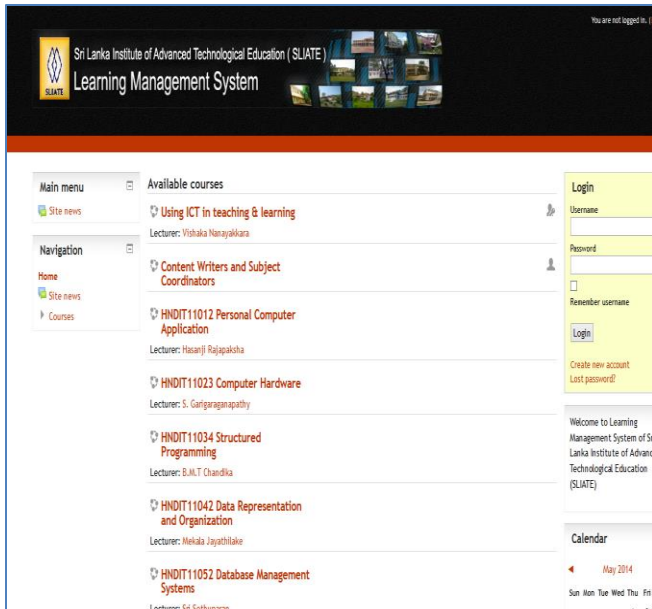 You are not logged in. (
Sri Lanka Institute of Advanced Technological Education ( SLIATE )
Learning Management System
SLIATE
Main menu
Site news
Navigation
Home
Site news
Courses
Available courses
Using ICT in teaching & learning
Lecturer: Vishaka Nanayakkara
Content Writers and Subject
Coordinators
HNDIT11012 Personal Computer
Application
Lecturer: Hasanji Rajapaksha
HNDIT11023 Computer Hardware
Lecturer: S. Garigaraganapathy
HNDIT11034 Structured
Programming
Lecturer: B.M.T Chandika
HNDIT11042 Data Representation
and Organization
Lecturer: Mekala Jayathilake
HNDIT11052 Database Management
Systems
Lecturer: Sri
Login
Username
Password
Remember username
Login
Create new account
Lost password?
Welcome to Learning
Management System of
Lanka Institute of
Technological Education
(SLIATE)
Calendar
May 2014
Sun Mon Tue Wed Thu Fri